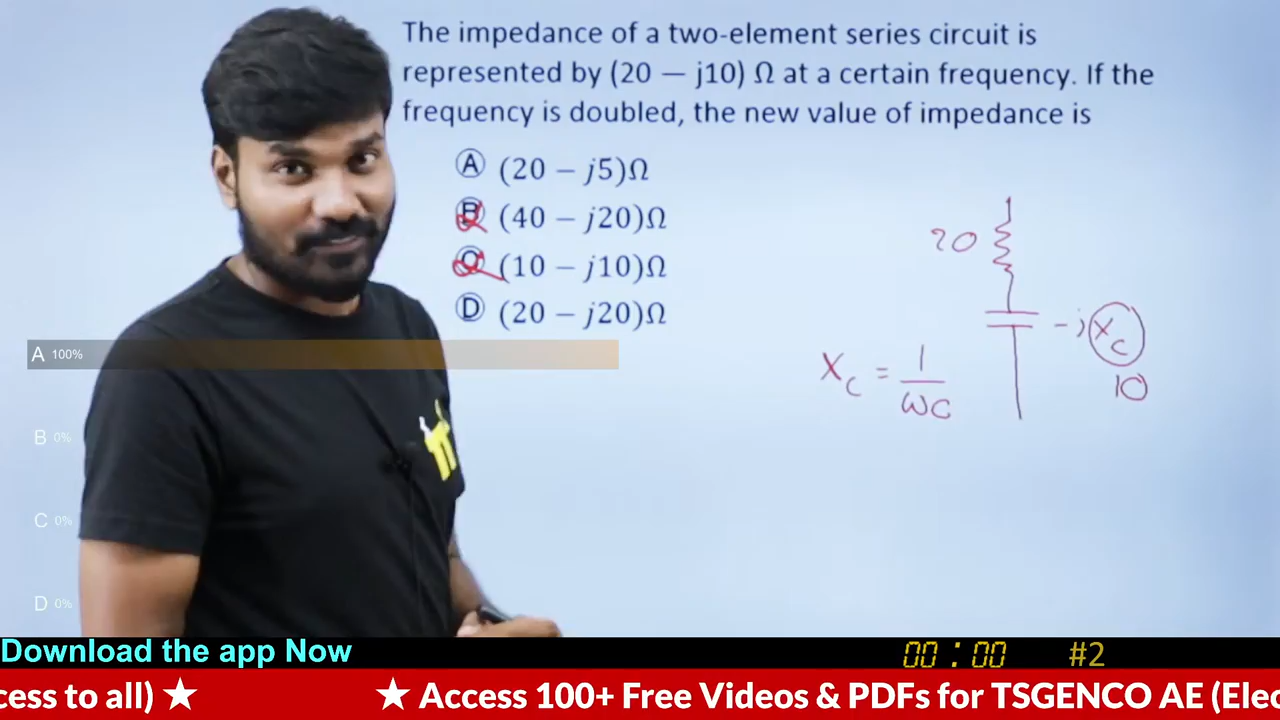 The impedance of a two-element series circuit is
represented by (20 — j10) Ω at a certain frequency. If the
frequency is doubled, the new value of impedance is
Ⓐ (20 − j5)Ω
Ⓑ (40 − j20)Ω
Ⓒ (10 − j10)Ω
Ⓓ (20 − j20)Ω
20
-j X_C
10
X_C = 1/ωC
A 100%
B 0%
C 0%
D 0%
Download the app Now
00:00 #2
cess to all) ★ ★ Access 100+ Free Videos & PDFs for TSGENCO AE (Elec